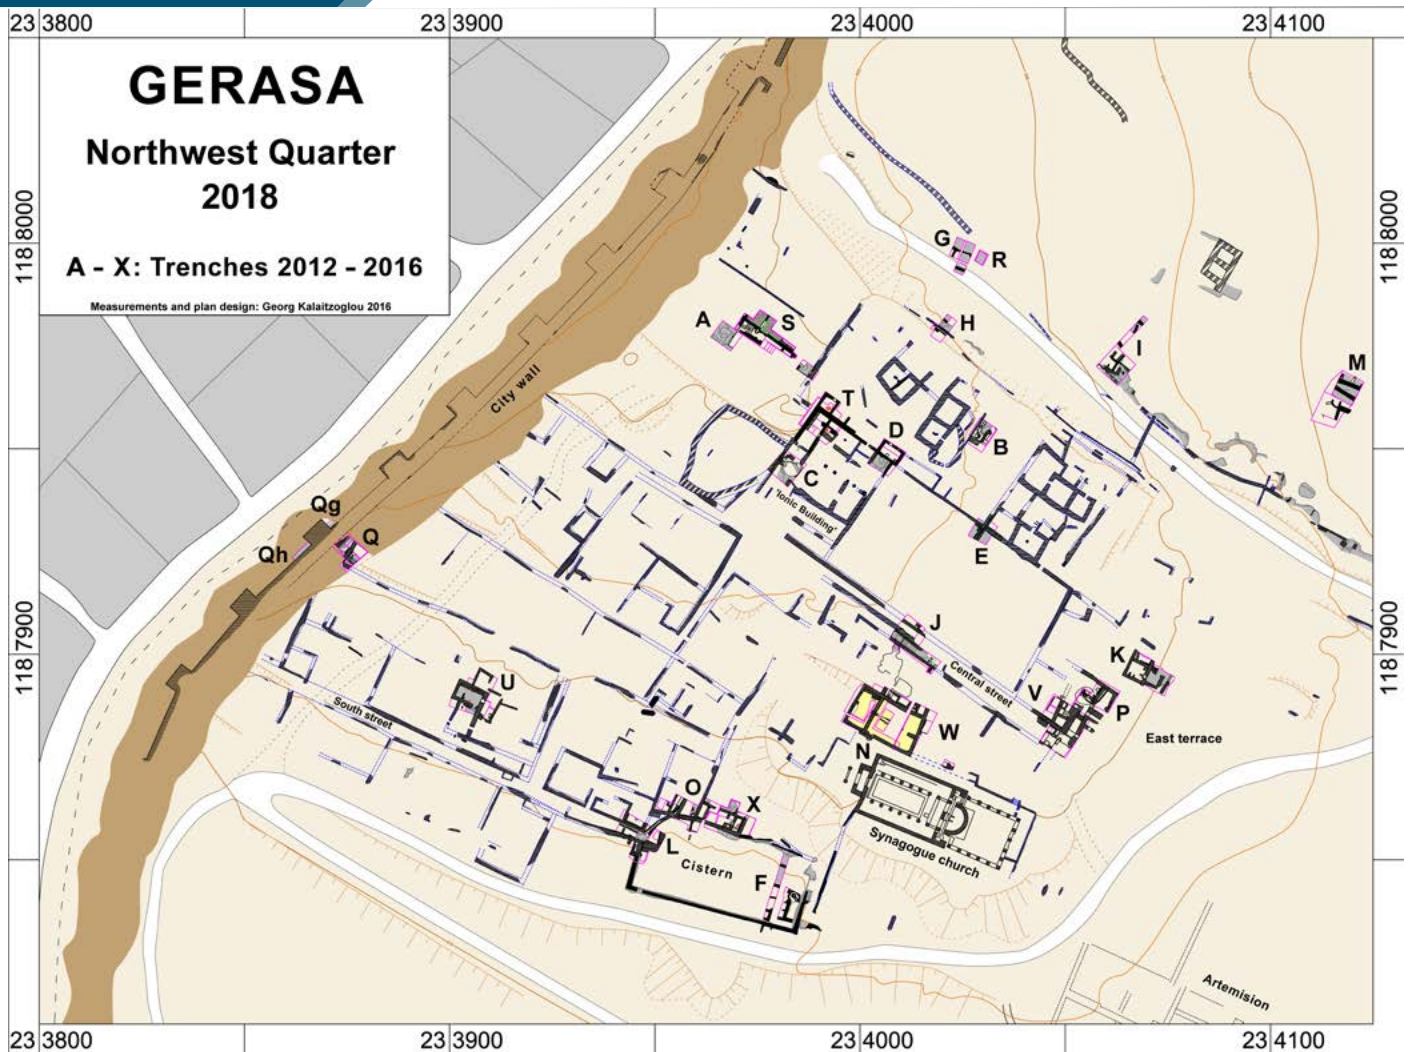 23 3800
23 3900
23 4000
23 4100
GERASA
Northwest Quarter
2018
A - X: Trenches 2012 - 2016
Measurements and plan design: Georg Kalaitzoglou 2016
118 8000
118 8000
G
R
A
S
H
I
M
City wall
T
D
B
C
"Ionic Building"
E
Qg
Q
Qh
J
118 7900
118 7900
K
Central street
U
V
P
South street
W
East terrace
N
O
X
L
Synagogue church
Cistern
F
Artemision
23 3800
23 3900
23 4000
23 4100